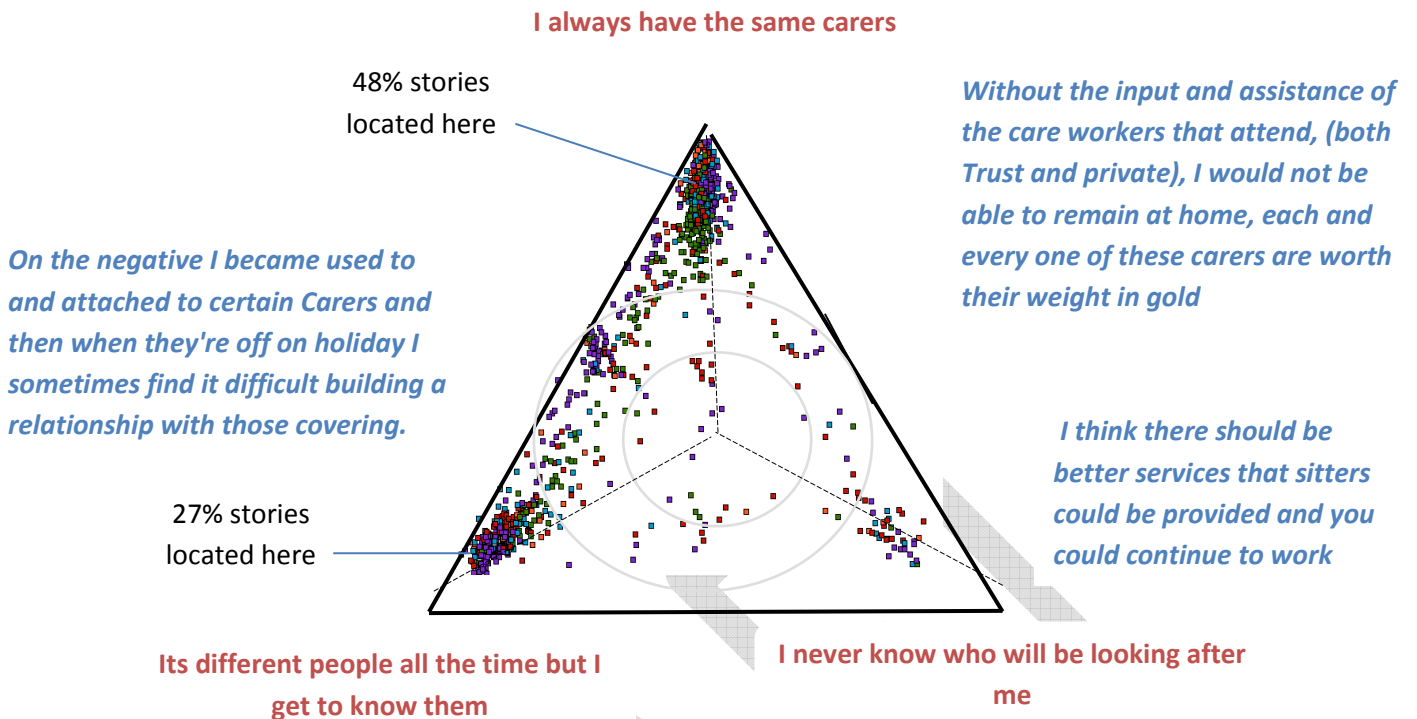 I always have the same carers
48% stories
located here
Without the input and assistance of
the care workers that attend, (both
Trust and private), I would not be
able to remain at home, each and
every one of these carers are worth
their weight in gold
On the negative I became used to
and attached to certain Carers and
then when they're off on holiday I
sometimes find it difficult building a
relationship with those covering.
I think there should be
better services that sitters
could be provided and you
could continue to work
27% stories
located here
Its different people all the time but I
get to know them
I never know who will be looking after
me